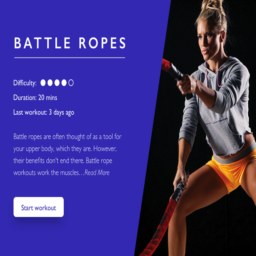 BATTLE ROPES
Difficulty:
Duration: 20 mins
Last workout: 3 days ago
Battle ropes are often thought of as a tool for
your upper body, which they are. However,
their benefits don't end there. Battle rope
workouts work the muscles...Read More
Start workout